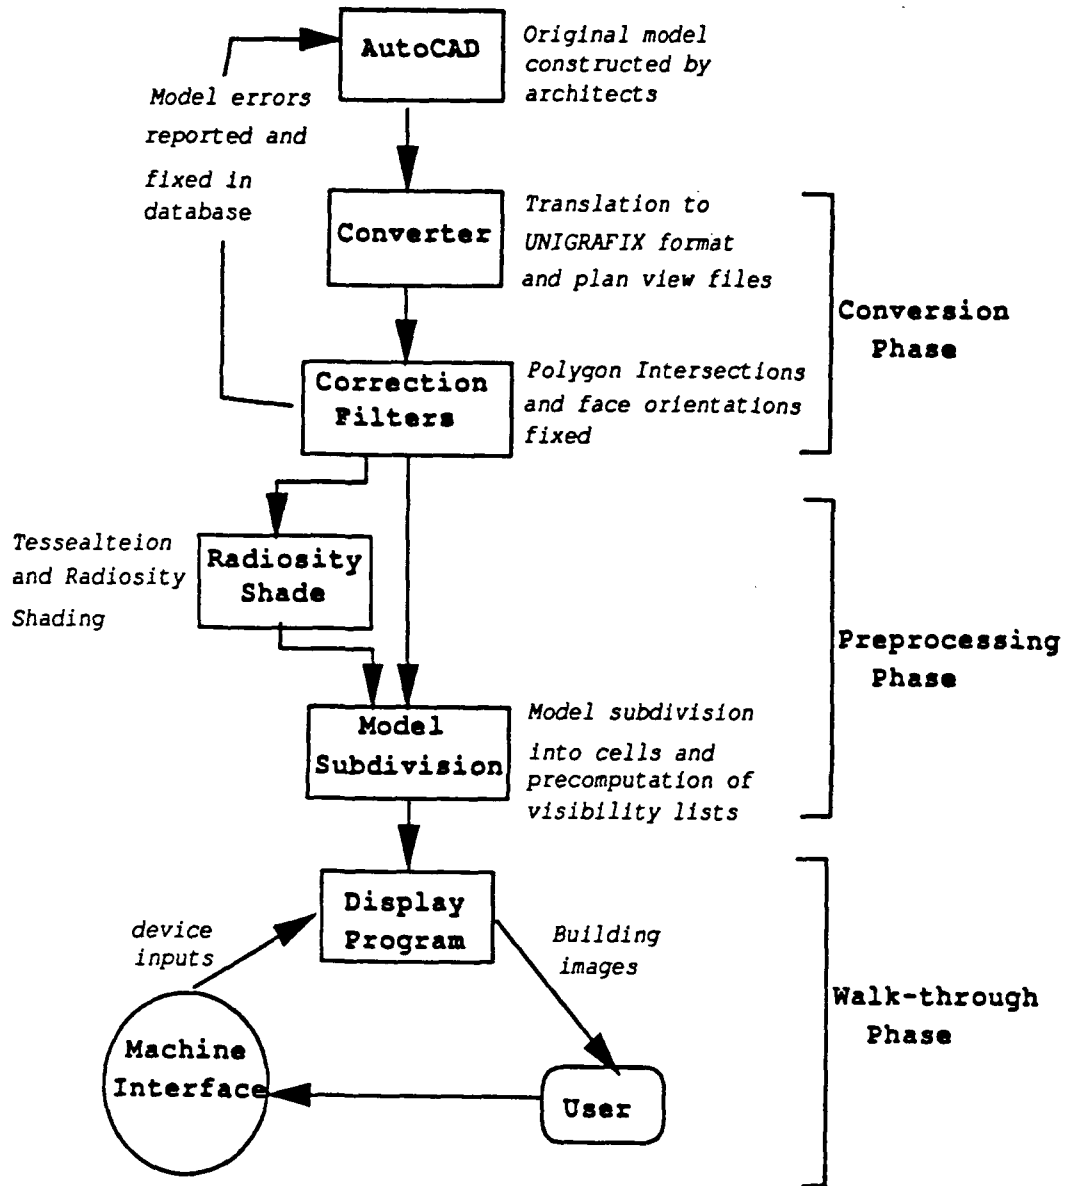 AutoCAD
Original model
constructed by
architects
Model errors
reported and
fixed in
database
Converter
Translation to
UNIGRAFIX format
and plan view files
Conversion
Phase
Correction
Filters
Polygon Intersections
and face orientations
fixed
Tessealteion
and Radiosity
Shading
Radiosity
Shade
Preprocessing
Phase
Model
Subdivision
Model subdivision
into cells and
precomputation of
visibility lists
Display
Program
device
inputs
Building
images
Walk-through
Phase
Machine
Interface
User